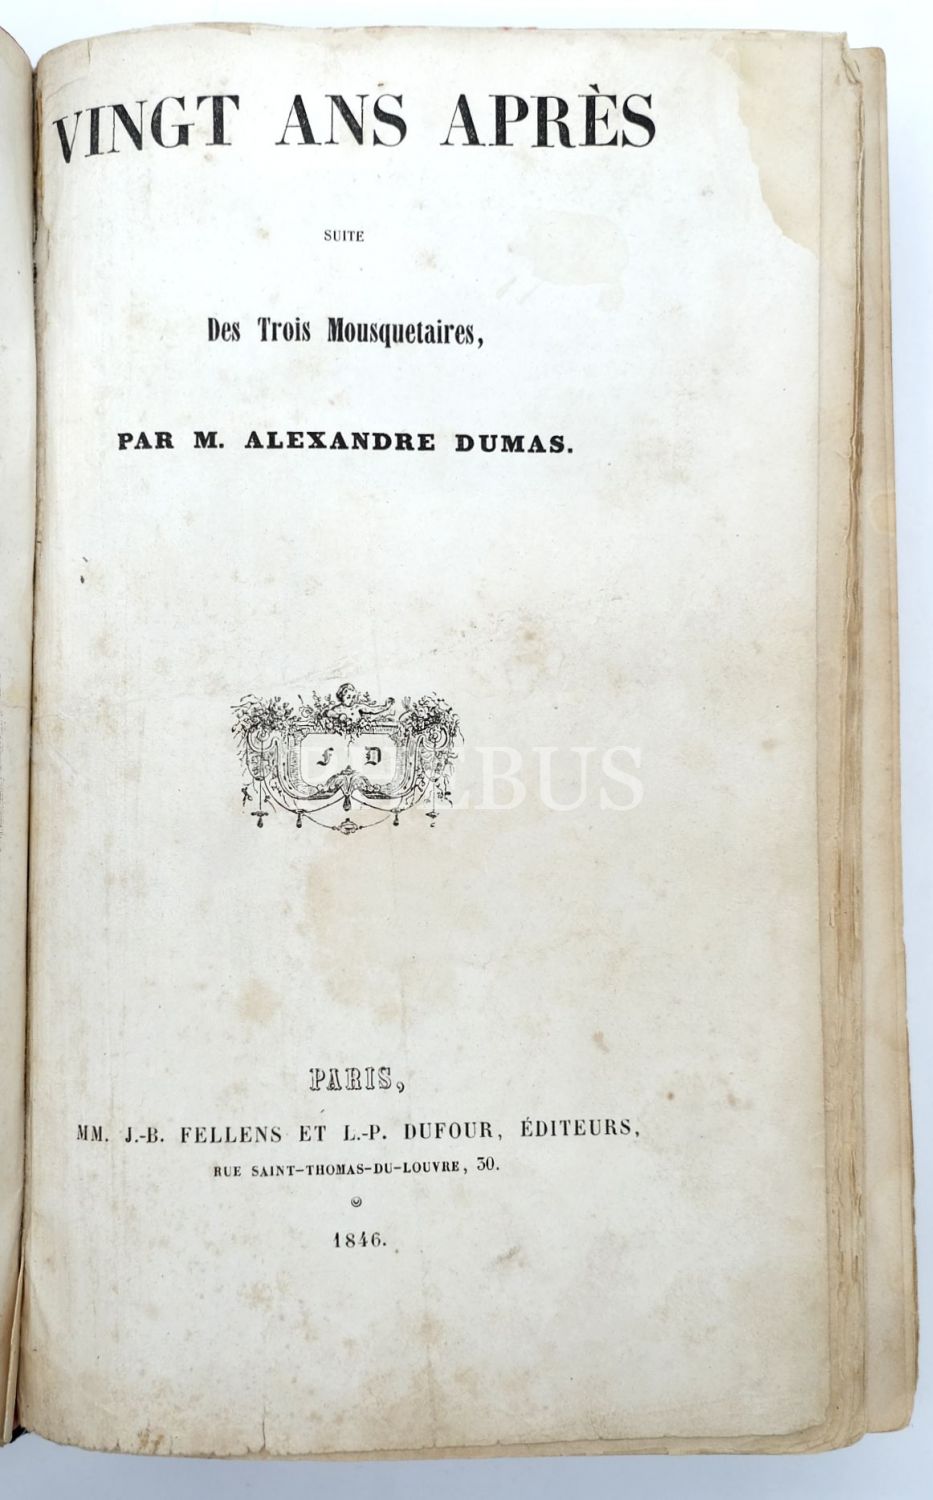 VINGT ANS APRÈS
SUITE
Des Trois Mousquetaires,
PAR M. ALEXANDRE DUMAS.
F D
EBUS
PARIS,
MM. J.-B. FELLENS ET L.-P. DUFOUR, ÉDITEURS,
RUE SAINT-THOMAS-DU-LOUVRE, 30.
1846.